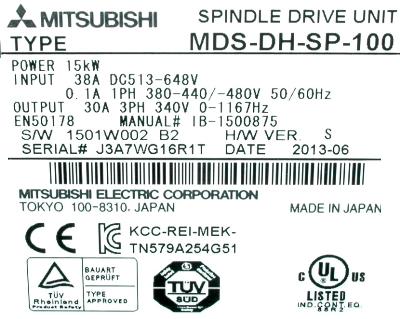 MITSUBISHI SPINDLE DRIVE UNIT
TYPE MDS-DH-SP-100
POWER 15kW
INPUT 38A DC513-648V
0.1A 1PH 380-440/-480V 50/60Hz
OUTPUT 30A 3PH 340V 0-1167Hz
EN50178 MANUAL# IB-1500875
S/W 1501W002 B2 H/W VER. S
SERIAL# J3A7WG16R1T DATE 2013-06
MITSUBISHI ELECTRIC CORPORATION
TOKYO 100-8310, JAPAN MADE IN JAPAN
CE KCC-REI-MEK-
TN579A254G51
TÜV
Rheinland
Product Safety
BAUART
GEPRÜFT
TYPE
APPROVED
TÜV
SÜD
C UL US
LISTED
IND. CONT. EQ.
88R2